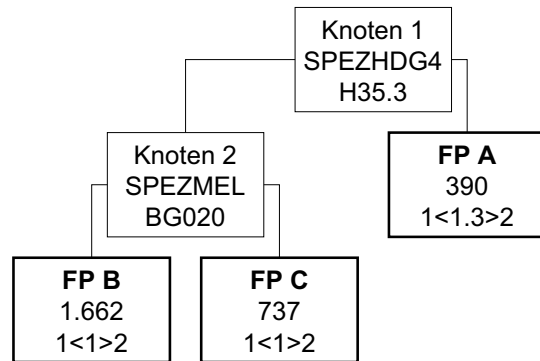 Knoten 1
SPEZHDG4
H35.3
Knoten 2
SPEZMEL
BG020
FP A
390
1<1.3>2
FP B
1.662
1<1>2
FP C
737
1<1>2